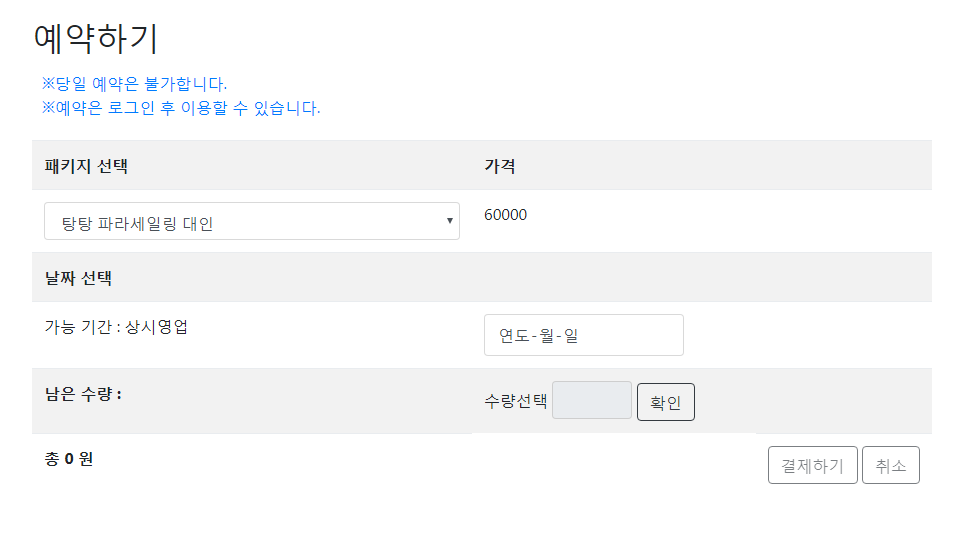 예약하기
※당일 예약은 불가합니다.
※예약은 로그인 후 이용할 수 있습니다.
패키지 선택 가격
탕탕 파라세일링 대인 60000
날짜 선택
가능 기간 : 상시영업 연도-월-일
남은 수량 : 수량선택 확인
총 0 원 결제하기 취소